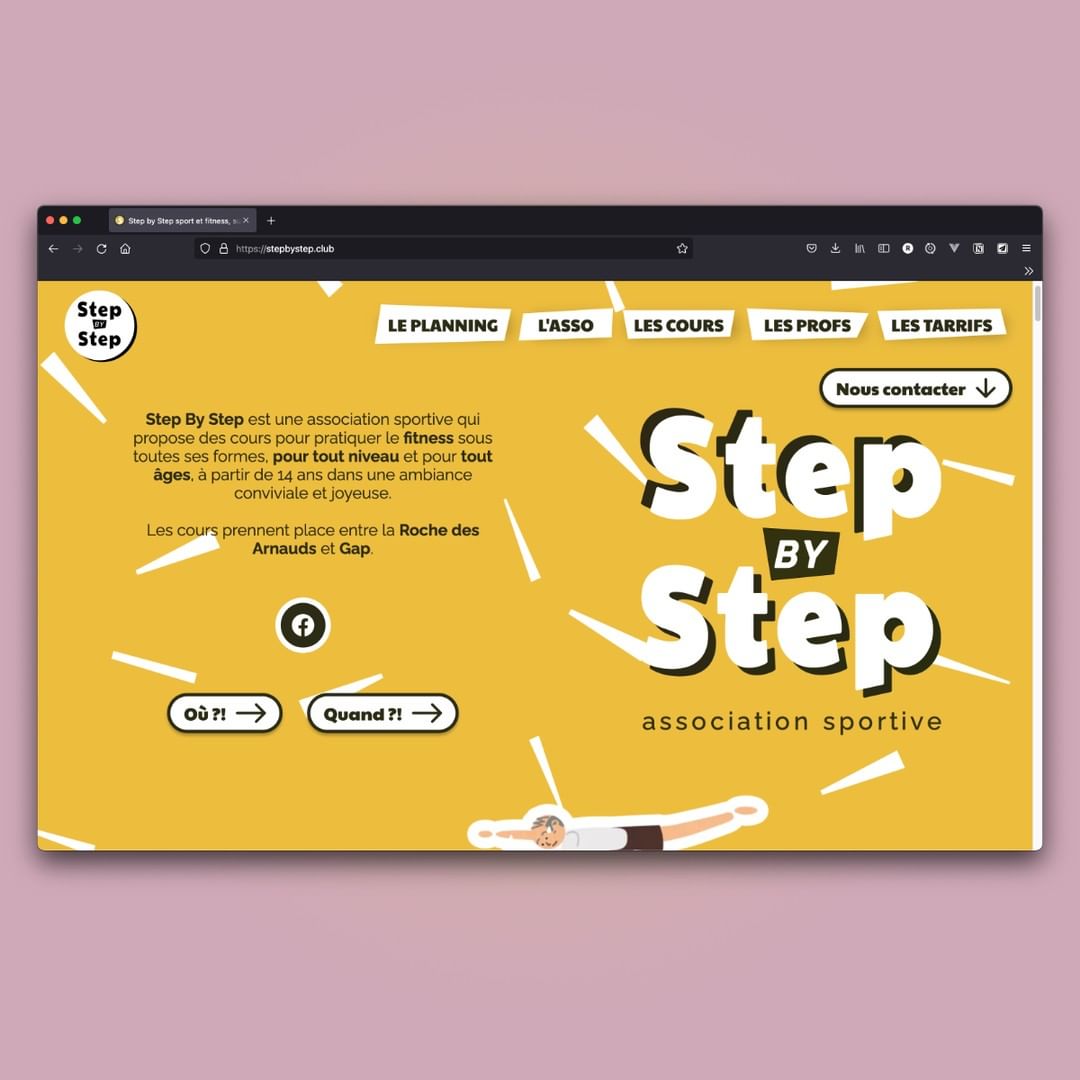 Step by Step sport et fitness, s
https://stepbystep.club
Step
BY
Step
LE PLANNING
L'ASSO
LES COURS
LES PROFS
LES TARRIFS
Nous contacter
Step By Step est une association sportive qui
propose des cours pour pratiquer le fitness sous
toutes ses formes, pour tout niveau et pour tout
âges, à partir de 14 ans dans une ambiance
conviviale et joyeuse.
Les cours prennent place entre la Roche des
Arnauds et Gap.
Où ?!
Quand ?!
Step
BY
Step
association sportive